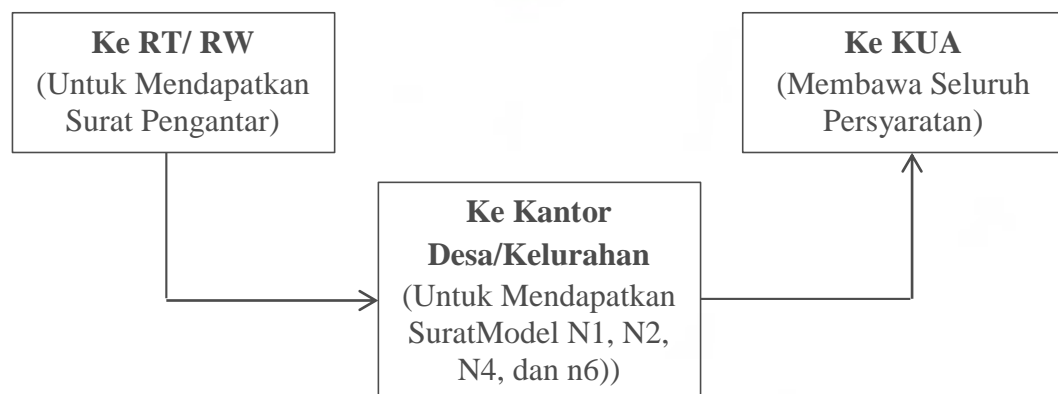 Ke RT/ RW
(Untuk Mendapatkan
Surat Pengantar)
Ke Kantor
Desa/Kelurahan
(Untuk Mendapatkan
SuratModel N1, N2,
N4, dan n6))
Ke KUA
(Membawa Seluruh
Persyaratan)